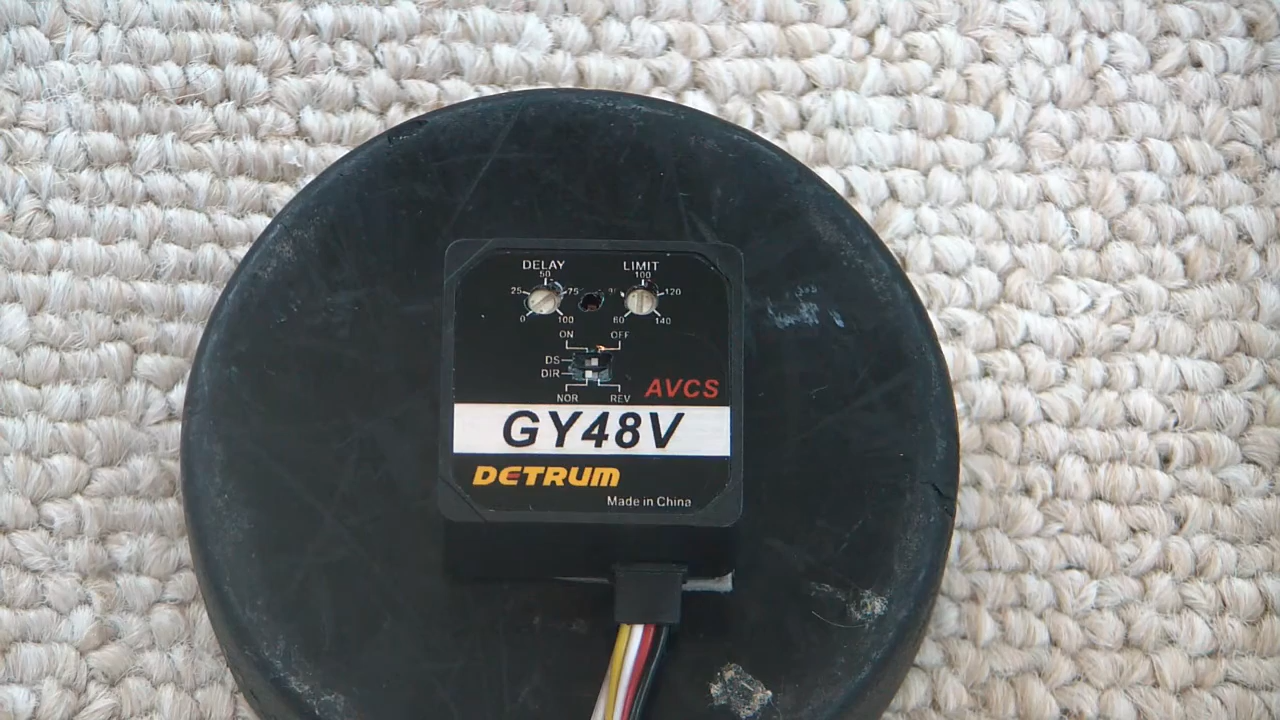 DELAY LIMIT
50 100
25 75 120
0 100 60 140
ON OFF
DS
DIR
NOR REV
AVCS
GY48V
DETRUM
Made in China